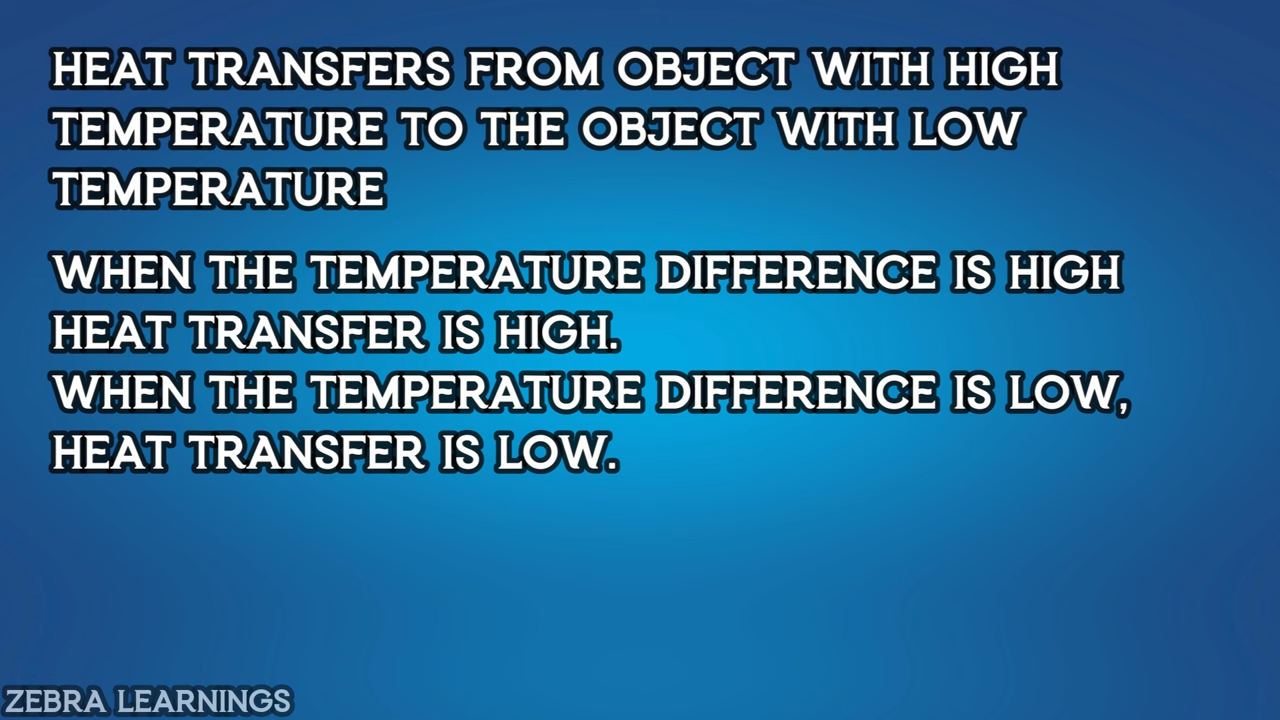 HEAT TRANSFERS FROM OBJECT WITH HIGH
TEMPERATURE TO THE OBJECT WITH LOW
TEMPERATURE
WHEN THE TEMPERATURE DIFFERENCE IS HIGH
HEAT TRANSFER IS HIGH.
WHEN THE TEMPERATURE DIFFERENCE IS LOW,
HEAT TRANSFER IS LOW.
ZEBRA LEARNINGS